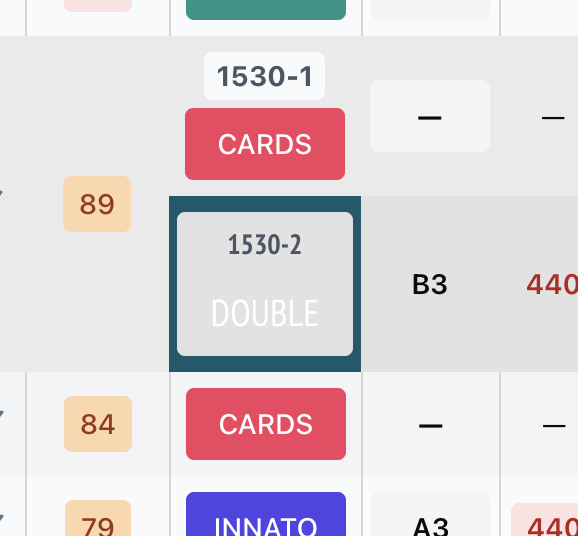 1530-1
CARDS
—
—
89
1530-2
DOUBLE
B3
440
84
CARDS
—
—
79
INNATO
A3
440